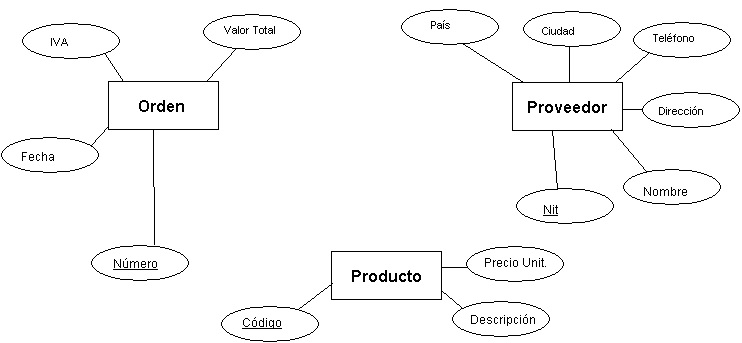 IVA
Valor Total
Orden
Fecha
Número
País
Ciudad
Teléfono
Proveedor
Dirección
Nombre
Nit
Producto
Precio Unit.
Código
Descripción